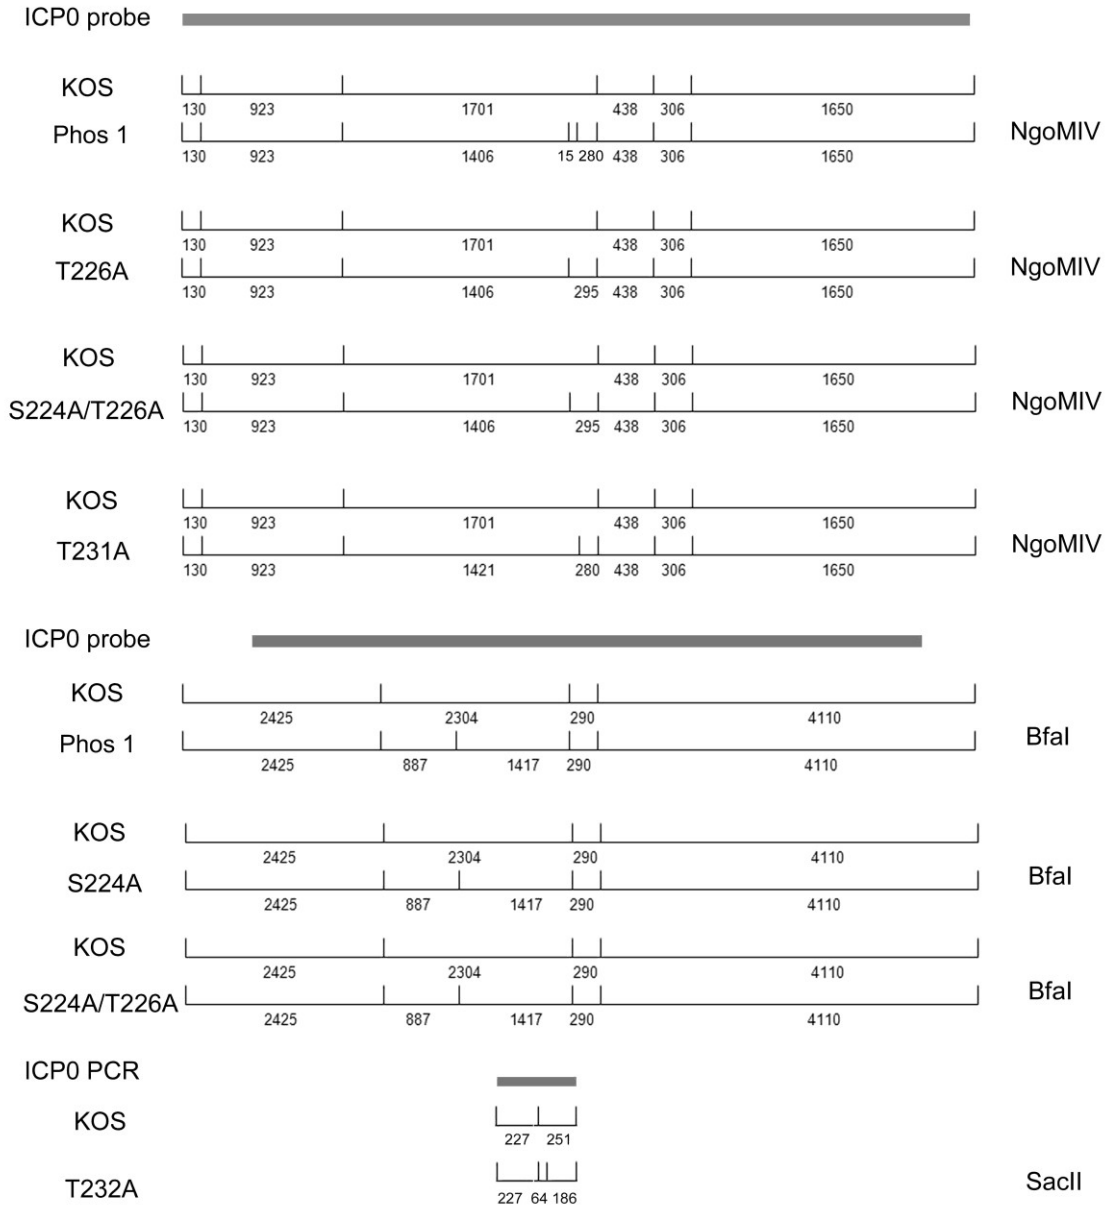 ICP0 probe
KOS
130 923 1701 438 306 1650
Phos 1 NgoMIV
130 923 1406 15 280 438 306 1650
KOS
130 923 1701 438 306 1650
T226A NgoMIV
130 923 1406 295 438 306 1650
KOS
130 923 1701 438 306 1650
S224A/T226A NgoMIV
130 923 1406 295 438 306 1650
KOS
130 923 1701 438 306 1650
T231A NgoMIV
130 923 1421 280 438 306 1650
ICP0 probe
KOS
2425 2304 290 4110
Phos 1 BfaI
2425 887 1417 290 4110
KOS
2425 2304 290 4110
S224A BfaI
2425 887 1417 290 4110
KOS
2425 2304 290 4110
S224A/T226A BfaI
2425 887 1417 290 4110
ICP0 PCR
KOS
227 251
T232A SacII
227 64 186